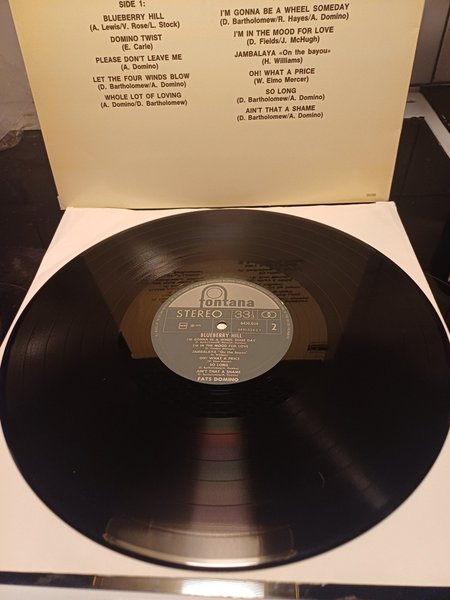 SIDE 1:
BLUEBERRY HILL
(A. Lewis/V. Rose/L. Stock)
DOMINO TWIST
(E. Carle)
PLEASE DON'T LEAVE ME
(A. Domino)
LET THE FOUR WINDS BLOW
(D. Bartholomew/A. Domino)
WHOLE LOT OF LOVING
(A. Domino/D. Bartholomew)
I'M GONNA BE A WHEEL SOMEDAY
(D. Bartholomew/R. Hayes/A. Domino)
I'M IN THE MOOD FOR LOVE
(D. Fields/J. McHugh)
JAMBALAYA «On the bayou»
(H. Williams)
OH! WHAT A PRICE
(W. Elmo Mercer)
SO LONG
(D. Bartholomew/A. Domino)
AIN'T THAT A SHAME
(D. Bartholomew/A. Domino)
fontana
STEREO 33⅓
6430.014
2
BLUEBERRY HILL
I'M GONNA BE A WHEEL SOME DAY
I'M IN THE MOOD FOR LOVE
JAMBALAYA "On the bayou"
OH! WHAT A PRICE
SO LONG
AIN'T THAT A SHAME
FATS DOMINO